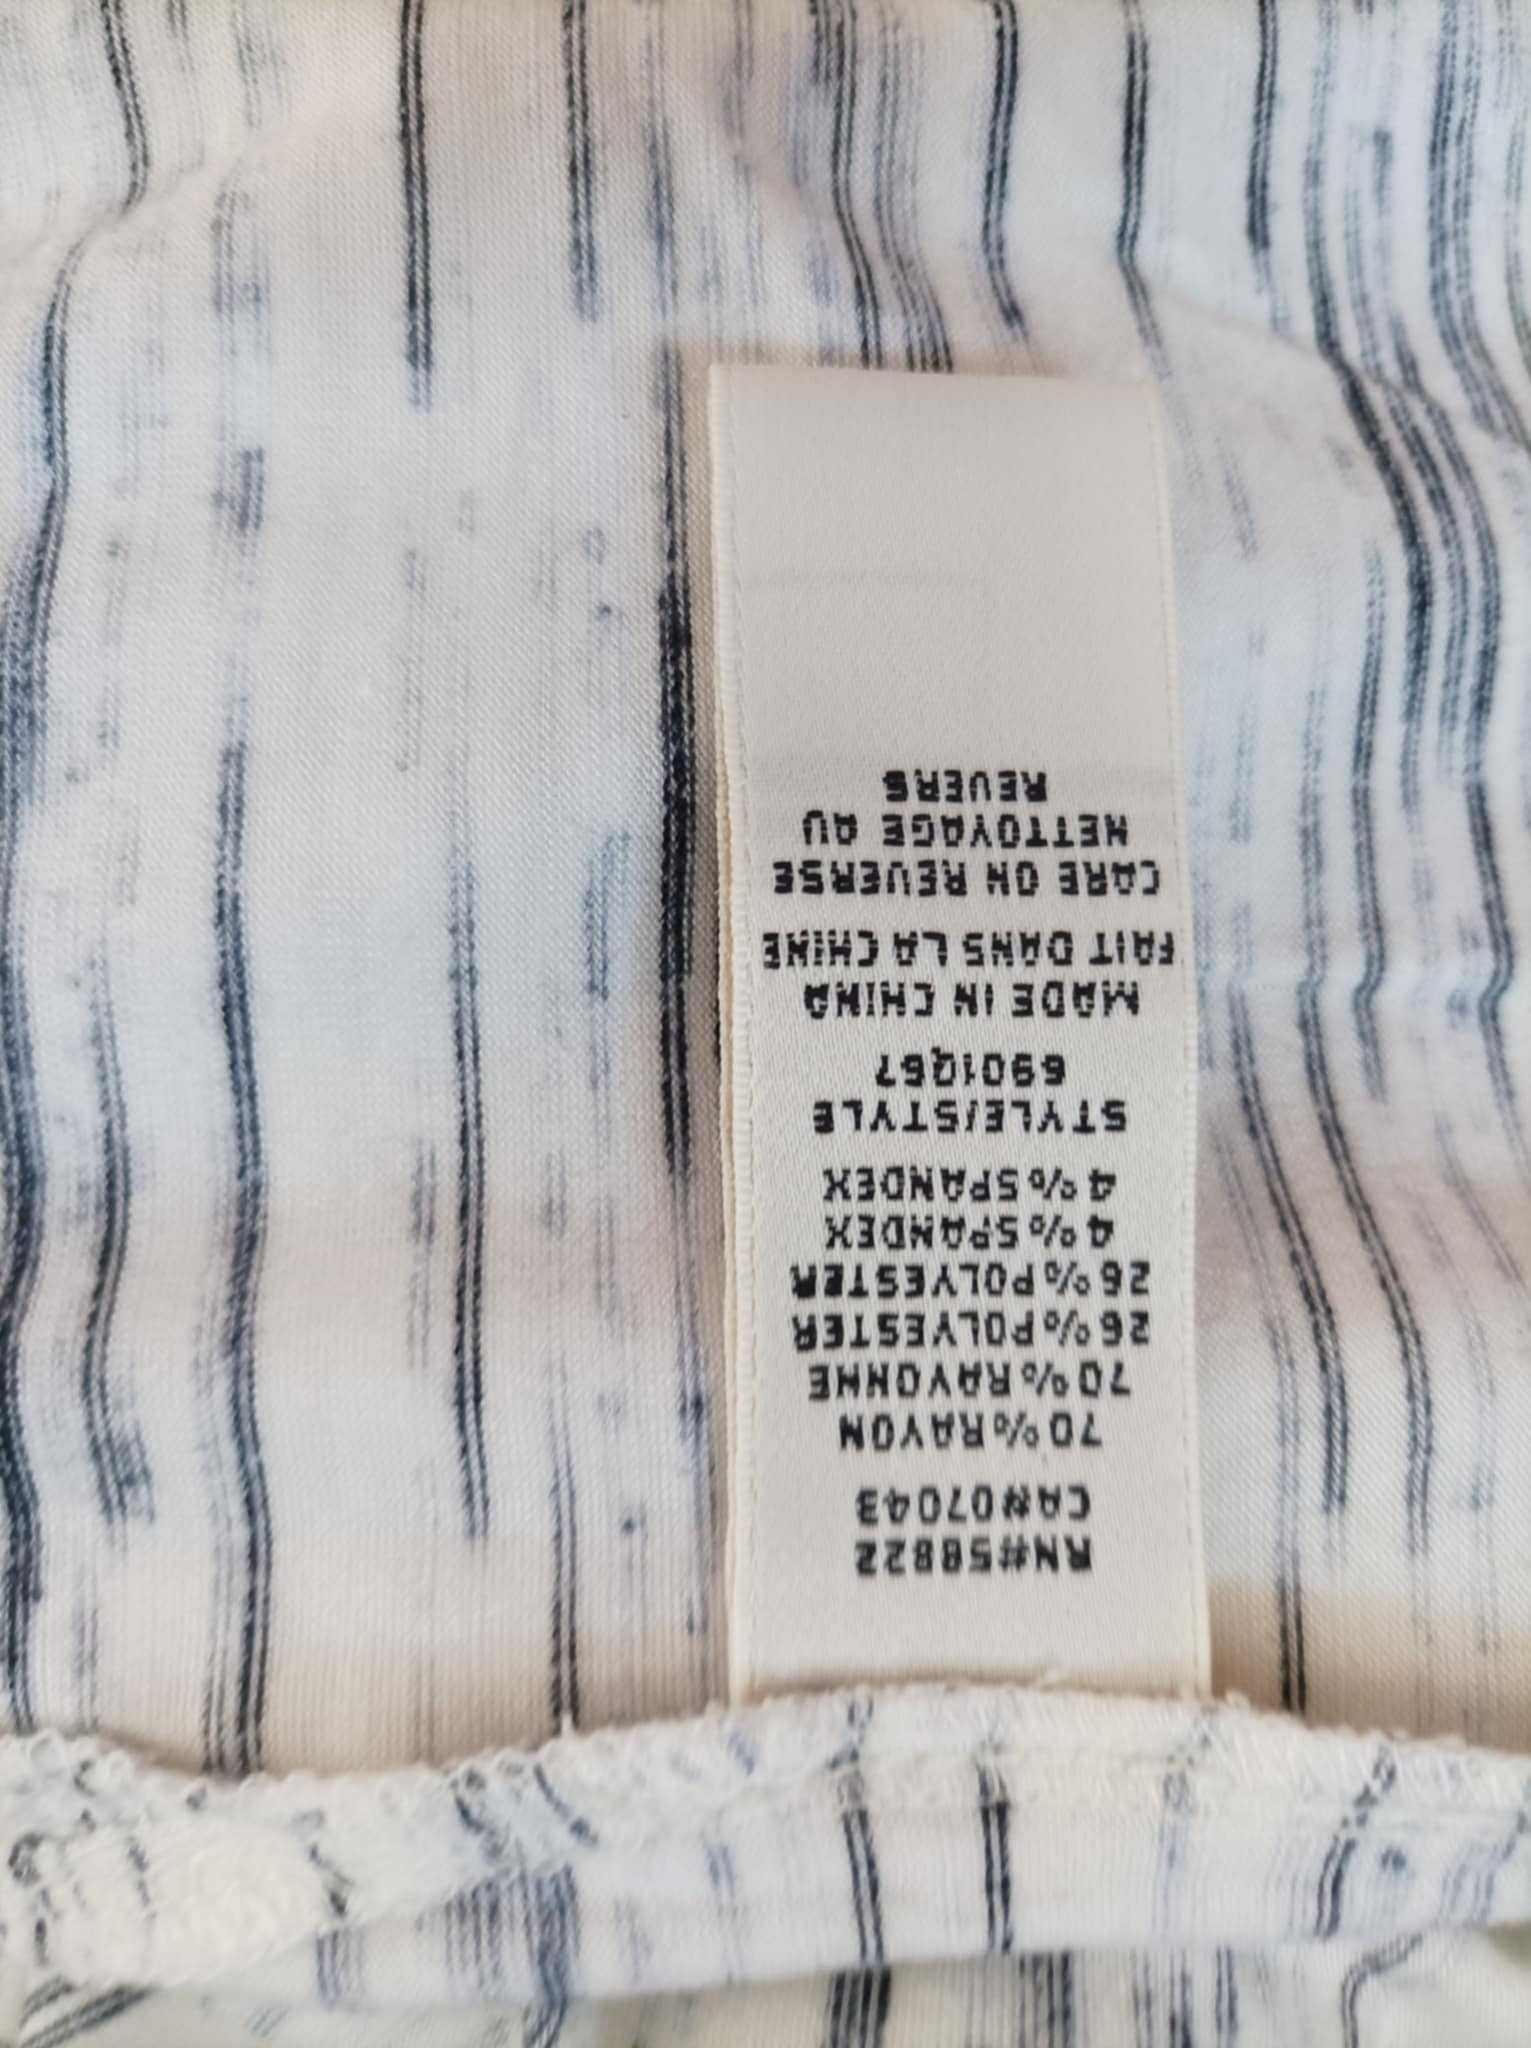 RN#58822
CA#07043
70%RAYON
70%RAYONNE
26%POLYESTER
26%POLYESTER
4%SPANDEX
4%SPANDEX
STYLE/STYLE
6901Q67
MADE IN CHINA
FAIT DANS LA CHINE
CARE ON REVERSE
NETTOYAGE AU
REVERS